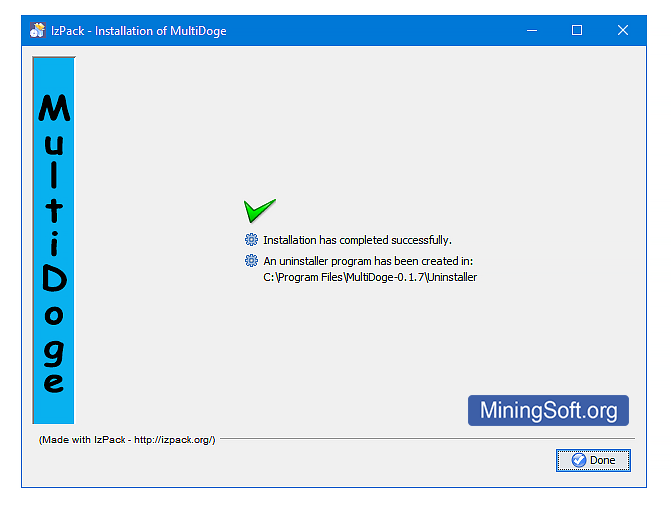 IzPack - Installation of MultiDoge
MultiDoge
Installation has completed successfully.
An uninstaller program has been created in:
C:\Program Files\MultiDoge-0.1.7\Uninstaller
MiningSoft.org
(Made with IzPack - http://izpack.org/)
Done